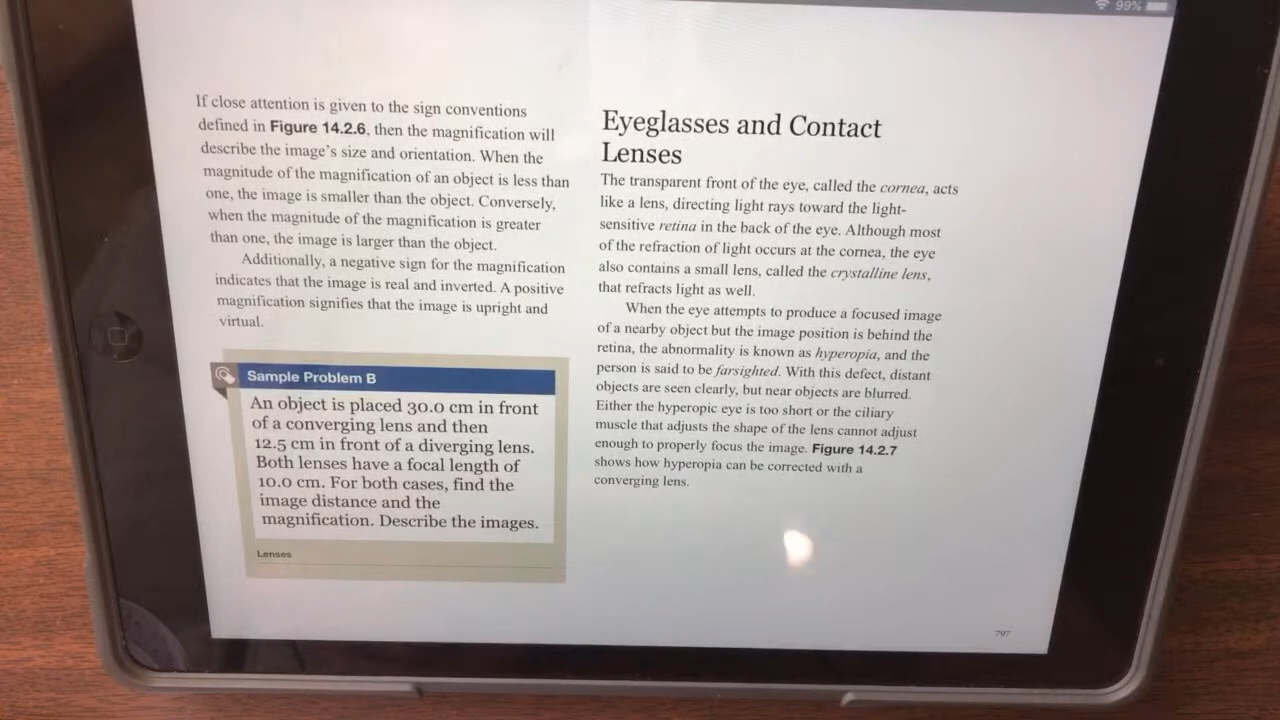 99%
If close attention is given to the sign conventions
defined in Figure 14.2.6, then the magnification will
describe the image's size and orientation. When the
magnitude of the magnification of an object is less than
one, the image is smaller than the object. Conversely,
when the magnitude of the magnification is greater
than one, the image is larger than the object.
Additionally, a negative sign for the magnification
indicates that the image is real and inverted. A positive
magnification signifies that the image is upright and
virtual.
Sample Problem B
An object is placed 30.0 cm in front
of a converging lens and then
12.5 cm in front of a diverging lens.
Both lenses have a focal length of
10.0 cm. For both cases, find the
image distance and the
magnification. Describe the images.
Lenses
Eyeglasses and Contact
Lenses
The transparent front of the eye, called the cornea, acts
like a lens, directing light rays toward the light-
sensitive retina in the back of the eye. Although most
of the refraction of light occurs at the cornea, the eye
also contains a small lens, called the crystalline lens,
that refracts light as well.
When the eye attempts to produce a focused image
of a nearby object but the image position is behind the
retina, the abnormality is known as hyperopia, and the
person is said to be farsighted. With this defect, distant
objects are seen clearly, but near objects are blurred.
Either the hyperopic eye is too short or the ciliary
muscle that adjusts the shape of the lens cannot adjust
enough to properly focus the image. Figure 14.2.7
shows how hyperopia can be corrected with a
converging lens.
797